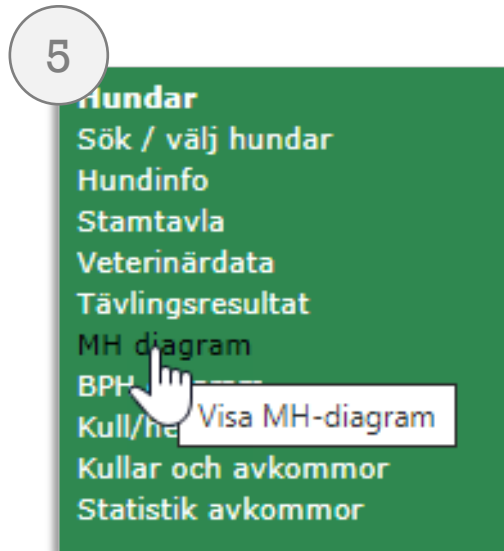 5
Hundar
Sök / välj hundar
Hundinfo
Stamtavla
Veterinärdata
Tävlingsresultat
MH diagram
BPH
Visa MH-diagram
Kullar och avkommor
Statistik avkommor